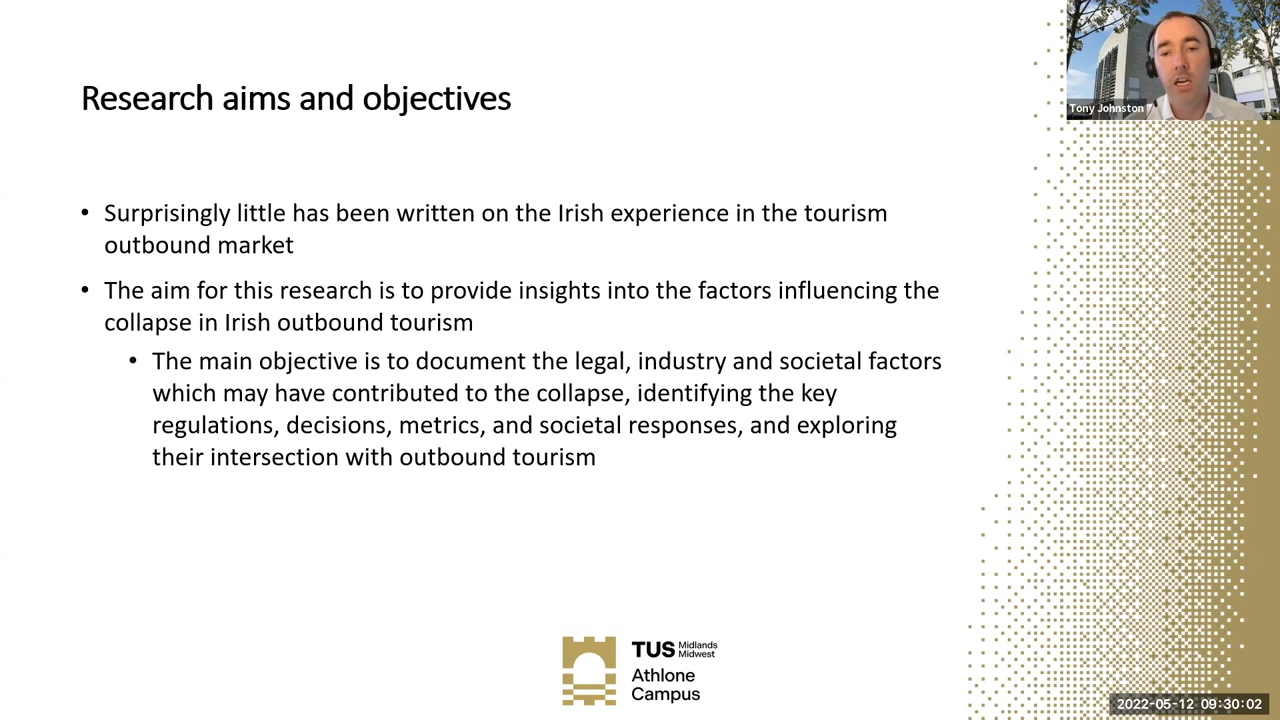 Tony Johnston
Research aims and objectives
• Surprisingly little has been written on the Irish experience in the tourism
outbound market
• The aim for this research is to provide insights into the factors influencing the
collapse in Irish outbound tourism
• The main objective is to document the legal, industry and societal factors
which may have contributed to the collapse, identifying the key
regulations, decisions, metrics, and societal responses, and exploring
their intersection with outbound tourism
TUS Midlands
Midwest
Athlone
Campus
2022-05-12 09:30:02